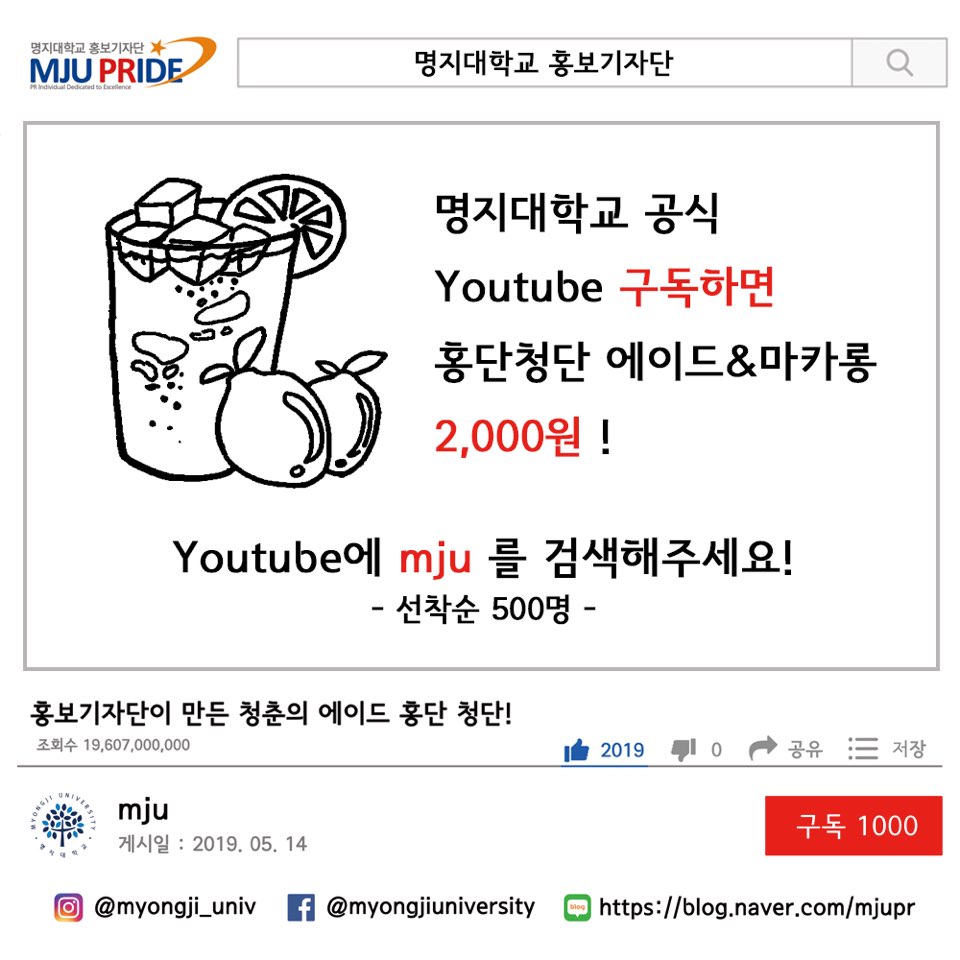 명지대학교 홍보기자단
MJU PRIDE
PR Individual Dedicated to Excellence
명지대학교 홍보기자단
명지대학교 공식
Youtube 구독하면
홍단청단 에이드&마카롱
2,000원 !
Youtube에 mju 를 검색해주세요!
- 선착순 500명 -
홍보기자단이 만든 청춘의 에이드 홍단 청단!
조회수 19,607,000,000
2019 0 공유 저장
MYONGJI UNIVERSITY
명지대학교
mju
게시일 : 2019. 05. 14
구독 1000
@myongji_univ @myongjiuniversity blog https://blog.naver.com/mjupr